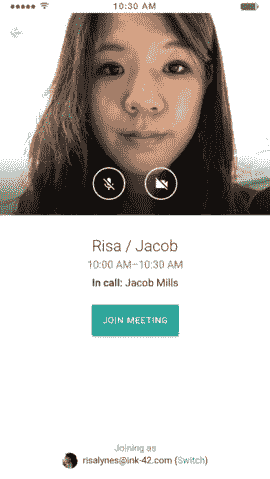 10:30 AM
Risa / Jacob
10:00 AM–10:30 AM
In call: Jacob Mills
JOIN MEETING
Joining as
risalynes@ink-42.com (Switch)